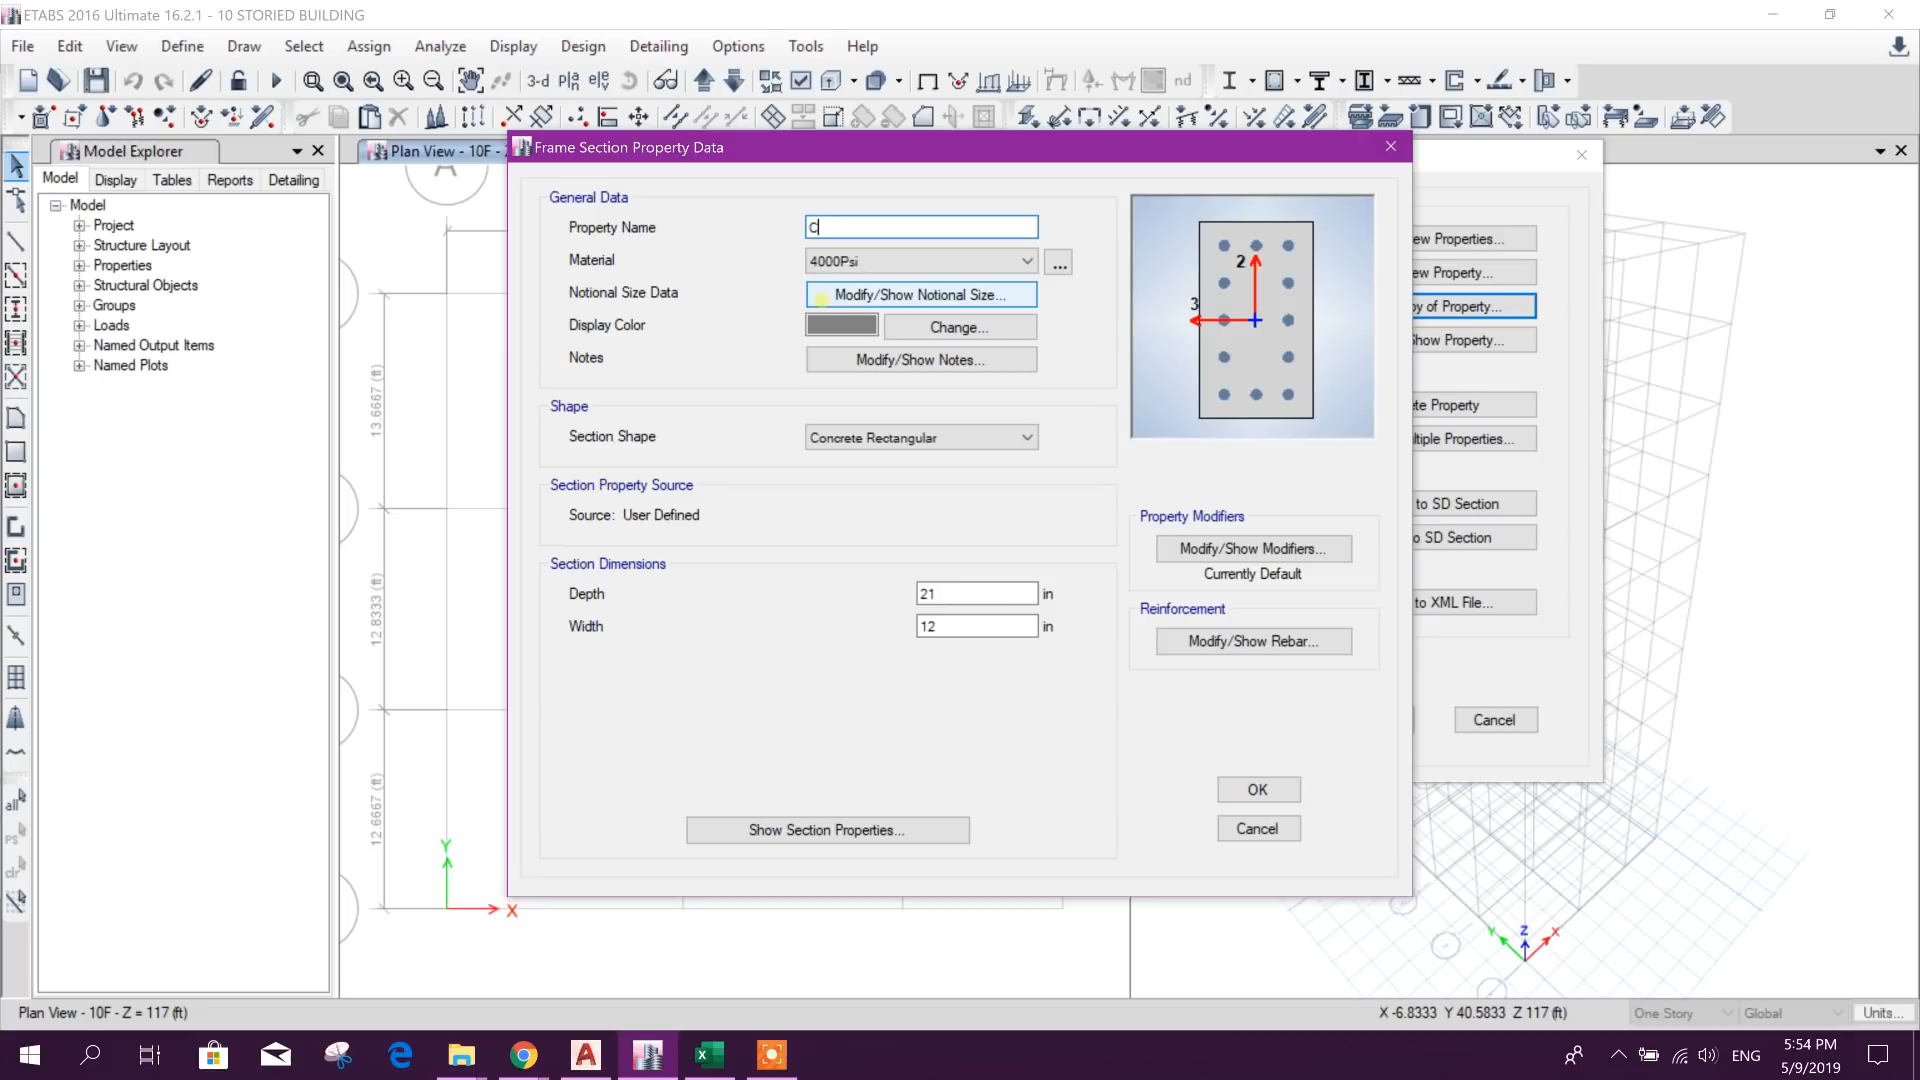 ETABS 2016 Ultimate 16.2.1 - 10 STORIED BUILDING
File Edit View Define Draw Select Assign Analyze Display Design Detailing Options Tools Help
3-d
nd
Model Explorer
Plan View - 10F -
Frame Section Property Data
Model Display Tables Reports Detailing
Model
Project
Structure Layout
Properties
Structural Objects
Groups
Loads
Named Output Items
Named Plots
A
13.6667 (ft)
12.8333 (ft)
12.6667 (ft)
Y
X
General Data
Property Name C
Material 4000Psi ...
Notional Size Data Modify/Show Notional Size...
Display Color Change...
Notes Modify/Show Notes...
Shape
Section Shape Concrete Rectangular
Section Property Source
Source: User Defined
Section Dimensions
Depth 21 in
Width 12 in
Show Section Properties...
2
3
Property Modifiers
Modify/Show Modifiers...
Currently Default
Reinforcement
Modify/Show Rebar...
OK
Cancel
ew Properties...
ew Property...
py of Property...
Show Property...
te Property
ltiple Properties...
to SD Section
o SD Section
to XML File...
Cancel
Y Z X
all
PS
clr
Plan View - 10F - Z = 117 (ft)
X -6.8333 Y 40.5833 Z 117 (ft)
One Story
Global
Units...
ENG
5:54 PM
5/9/2019